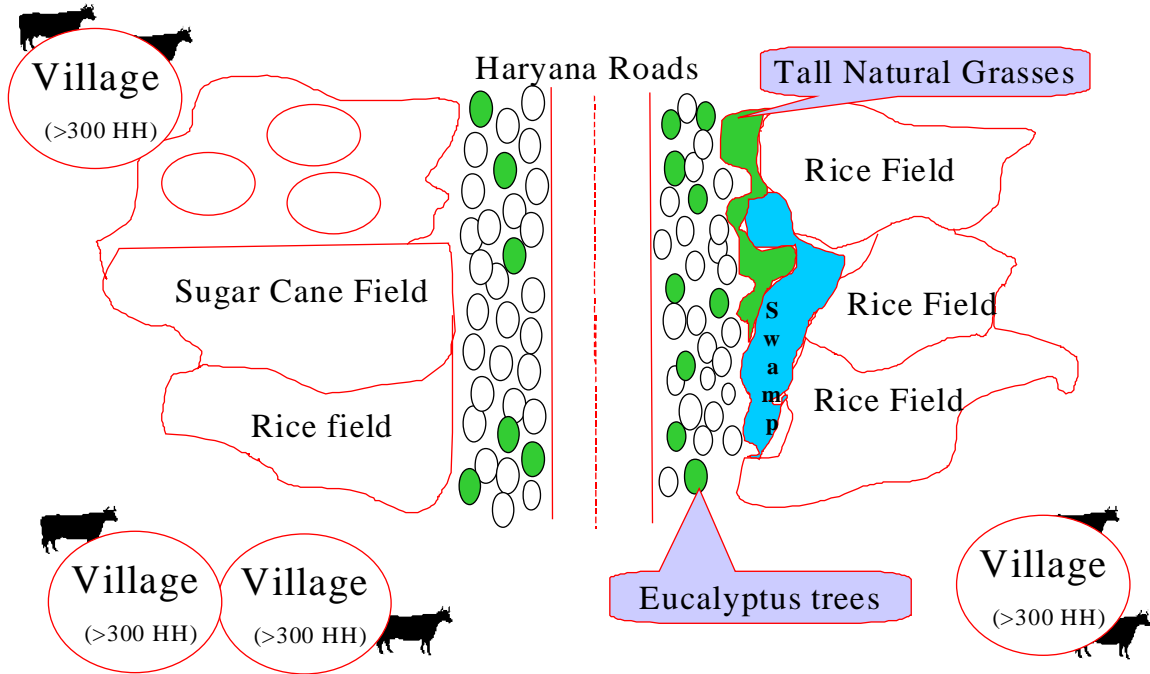 Village
(>300 HH)
Haryana Roads
Tall Natural Grasses
Rice Field
Sugar Cane Field
Rice Field
Swamp
Rice field
Rice Field
Village
(>300 HH)
Village
(>300 HH)
Eucalyptus trees
Village
(>300 HH)